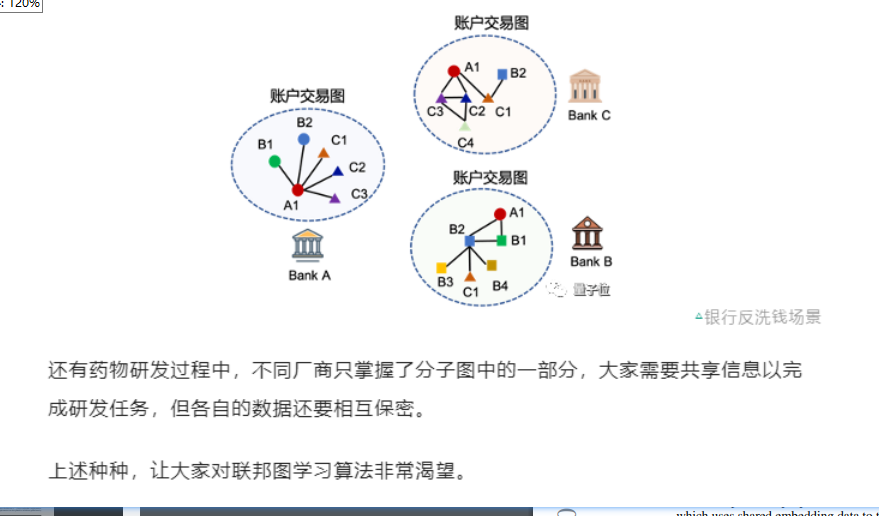 : 120%
账户交易图
A1
B2
C3
C2
C1
C4
Bank C
账户交易图
B2
B1
C1
C2
C3
A1
Bank A
账户交易图
A1
B2
B1
B3
C1
B4
Bank B
量子位
银行反洗钱场景
还有药物研发过程中，不同厂商只掌握了分子图中的一部分，大家需要共享信息以完
成研发任务，但各自的数据还要相互保密。
上述种种，让大家对联邦图学习算法非常渴望。
which uses shared embedding data to t